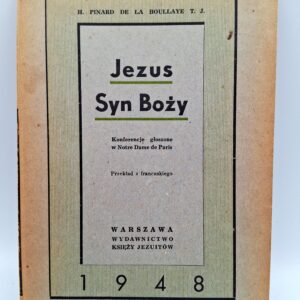 H. PINARD DE LA BOULLAYE T. J.
Jezus
Syn Boży
Konferencje głoszone
w Notre Dame de Paris
Przekład z francuskiego
WARSZAWA
WYDAWNICTWO
KSIĘŻY JEZUITÓW
1948